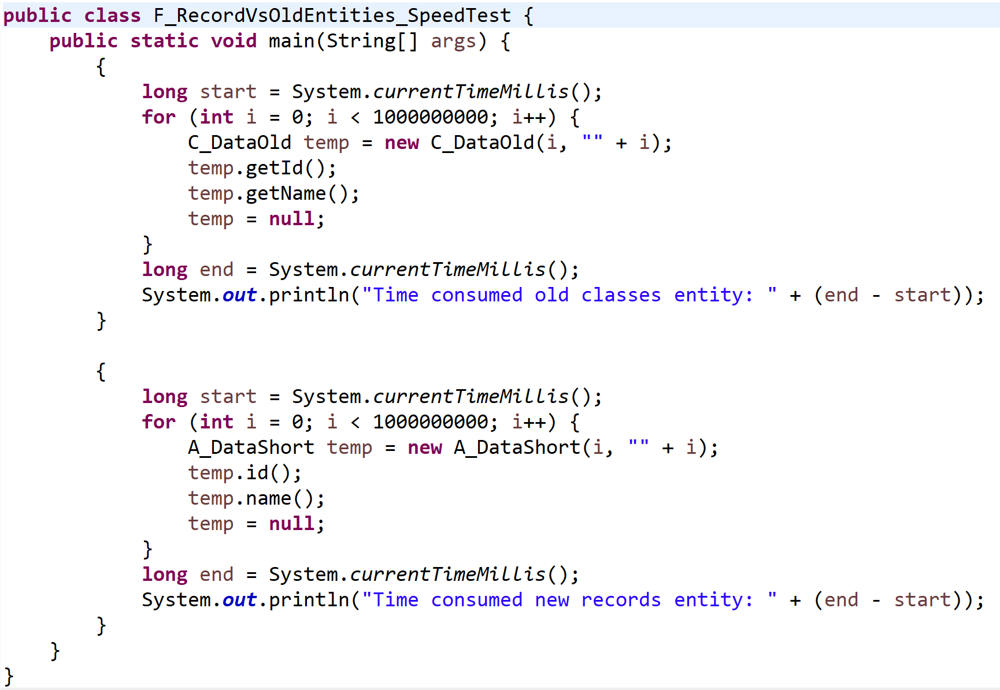 public class F_RecordVsOldEntities_SpeedTest {
    public static void main(String[] args) {
        {
            long start = System.currentTimeMillis();
            for (int i = 0; i < 1000000000; i++) {
                C_DataOld temp = new C_DataOld(i, "" + i);
                temp.getId();
                temp.getName();
                temp = null;
            }
            long end = System.currentTimeMillis();
            System.out.println("Time consumed old classes entity: " + (end - start));
        }

        {
            long start = System.currentTimeMillis();
            for (int i = 0; i < 1000000000; i++) {
                A_DataShort temp = new A_DataShort(i, "" + i);
                temp.id();
                temp.name();
                temp = null;
            }
            long end = System.currentTimeMillis();
            System.out.println("Time consumed new records entity: " + (end - start));
        }
    }
}